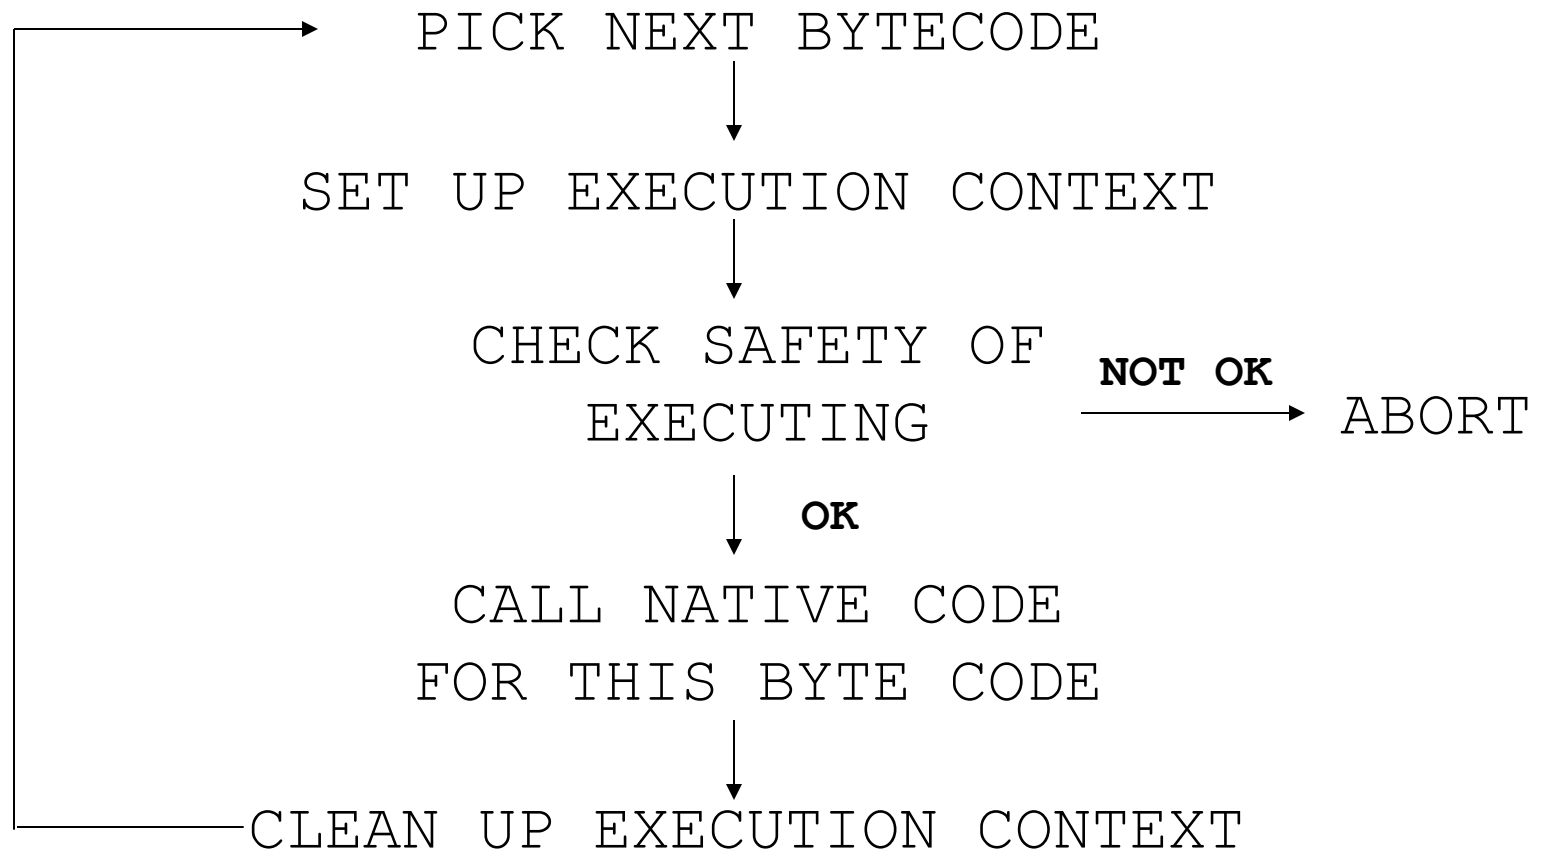 PICK NEXT BYTECODE
SET UP EXECUTION CONTEXT
CHECK SAFETY OF
EXECUTING
NOT OK
ABORT
OK
CALL NATIVE CODE
FOR THIS BYTE CODE
CLEAN UP EXECUTION CONTEXT